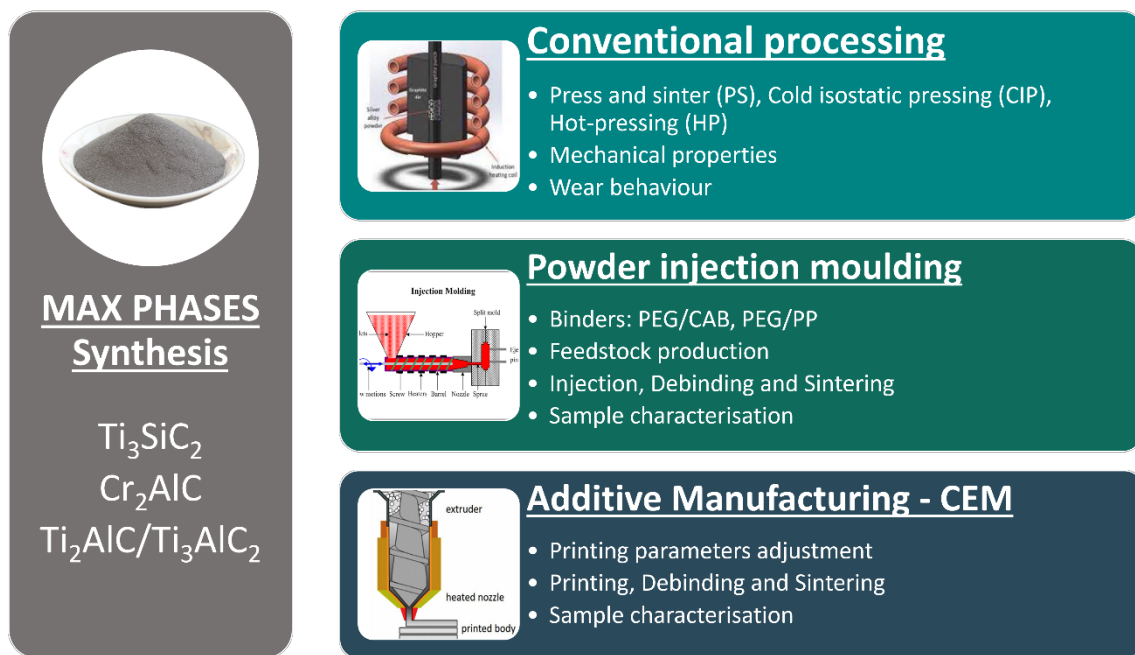 MAX PHASES
Synthesis
Ti₃SiC₂
Cr₂AlC
Ti₂AlC/Ti₃AlC₂
Conventional processing
• Press and sinter (PS), Cold isostatic pressing (CIP),
Hot-pressing (HP)
• Mechanical properties
• Wear behaviour
Graphite
die
Silver
alloy
powder
Induction
heating coil
Powder injection moulding
• Binders: PEG/CAB, PEG/PP
• Feedstock production
• Injection, Debinding and Sintering
• Sample characterisation
Injection Molding
Split mold
Hopper
Eje
pin
Screw Heaters Barrel Nozzle Sprue
Additive Manufacturing - CEM
• Printing parameters adjustment
• Printing, Debinding and Sintering
• Sample characterisation
extruder
heated nozzle
printed body